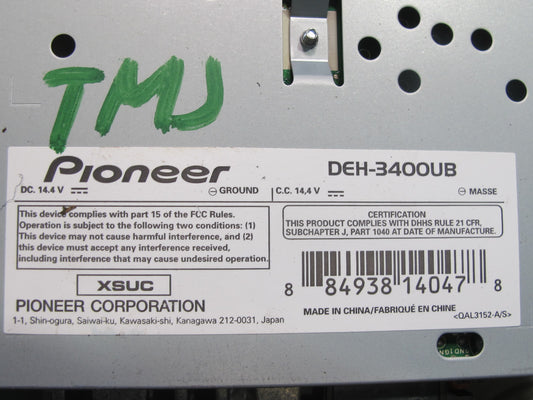 TMJ
Pioneer
DEH-3400UB
DC. 14.4 V GROUND
C.C. 14,4 V MASSE
This device complies with part 15 of the FCC Rules.
Operation is subject to the following two conditions: (1)
This device may not cause harmful interference, and (2)
this device must accept any interference received,
including interference that may cause undesired operation.
CERTIFICATION
THIS PRODUCT COMPLIES WITH DHHS RULE 21 CFR,
SUBCHAPTER J, PART 1040 AT DATE OF MANUFACTURE.
XSUC
PIONEER CORPORATION
1-1, Shin-ogura, Saiwai-ku, Kawasaki-shi, Kanagawa 212-0031, Japan
8 84938 14047 8
MADE IN CHINA/FABRIQUÉ EN CHINE
<QAL3152-A/S>